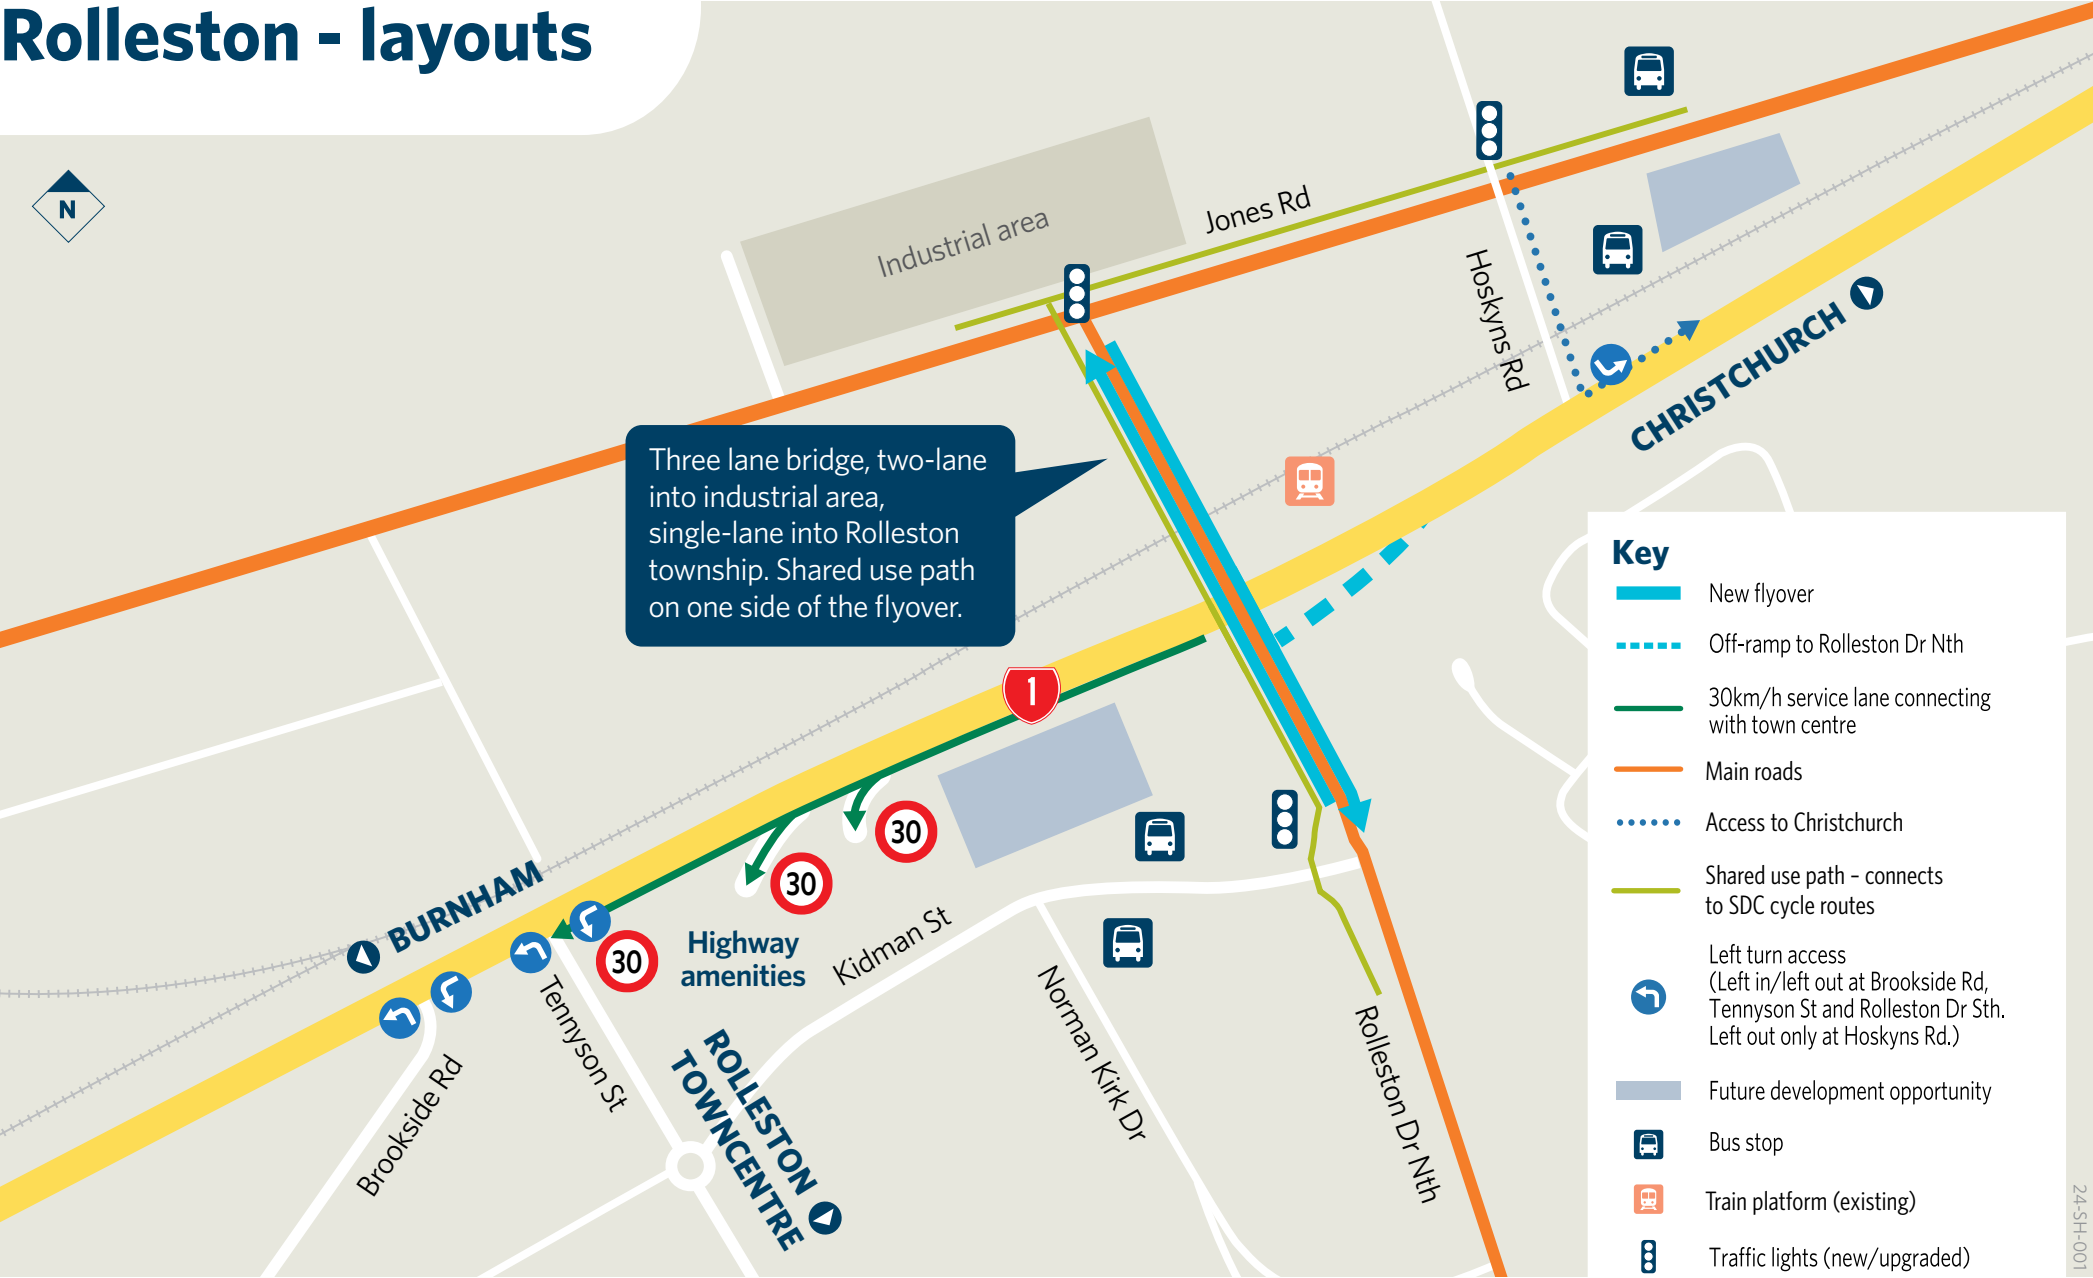 Rolleston - layouts
N
Industrial area
Jones Rd
Hoskyns Rd
CHRISTCHURCH
Three lane bridge, two-lane
into industrial area,
single-lane into Rolleston
township. Shared use path
on one side of the flyover.
1
30
30
30
BURNHAM
Highway
amenities
Kidman St
Tennyson St
Brookside Rd
ROLLESTON
TOWNCENTRE
Norman Kirk Dr
Rolleston Dr Nth
Key
New flyover
Off-ramp to Rolleston Dr Nth
30km/h service lane connecting
with town centre
Main roads
Access to Christchurch
Shared use path – connects
to SDC cycle routes
Left turn access
(Left in/left out at Brookside Rd,
Tennyson St and Rolleston Dr Sth.
Left out only at Hoskyns Rd.)
Future development opportunity
Bus stop
Train platform (existing)
Traffic lights (new/upgraded)
24-SH-001